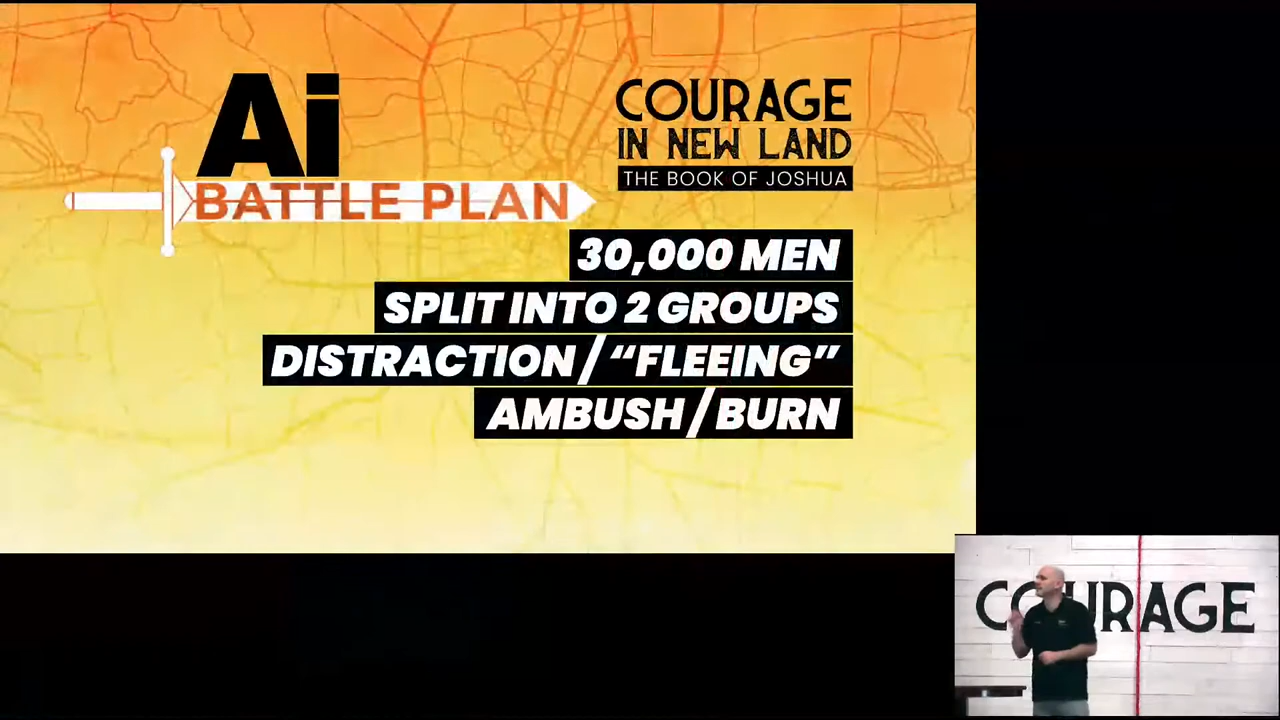 Ai
BATTLE PLAN
COURAGE
IN NEW LAND
THE BOOK OF JOSHUA
30,000 MEN
SPLIT INTO 2 GROUPS
DISTRACTION/“FLEEING”
AMBUSH/BURN
COURAGE